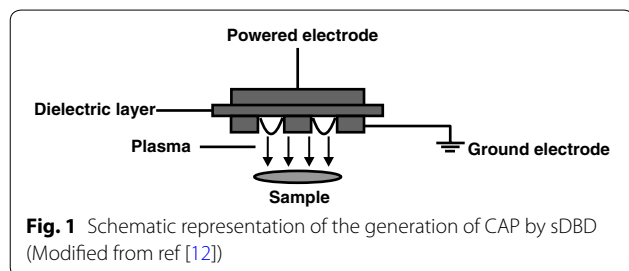 Powered electrode
Dielectric layer
Plasma
Ground electrode
Sample
Fig. 1 Schematic representation of the generation of CAP by sDBD
(Modified from ref [12])